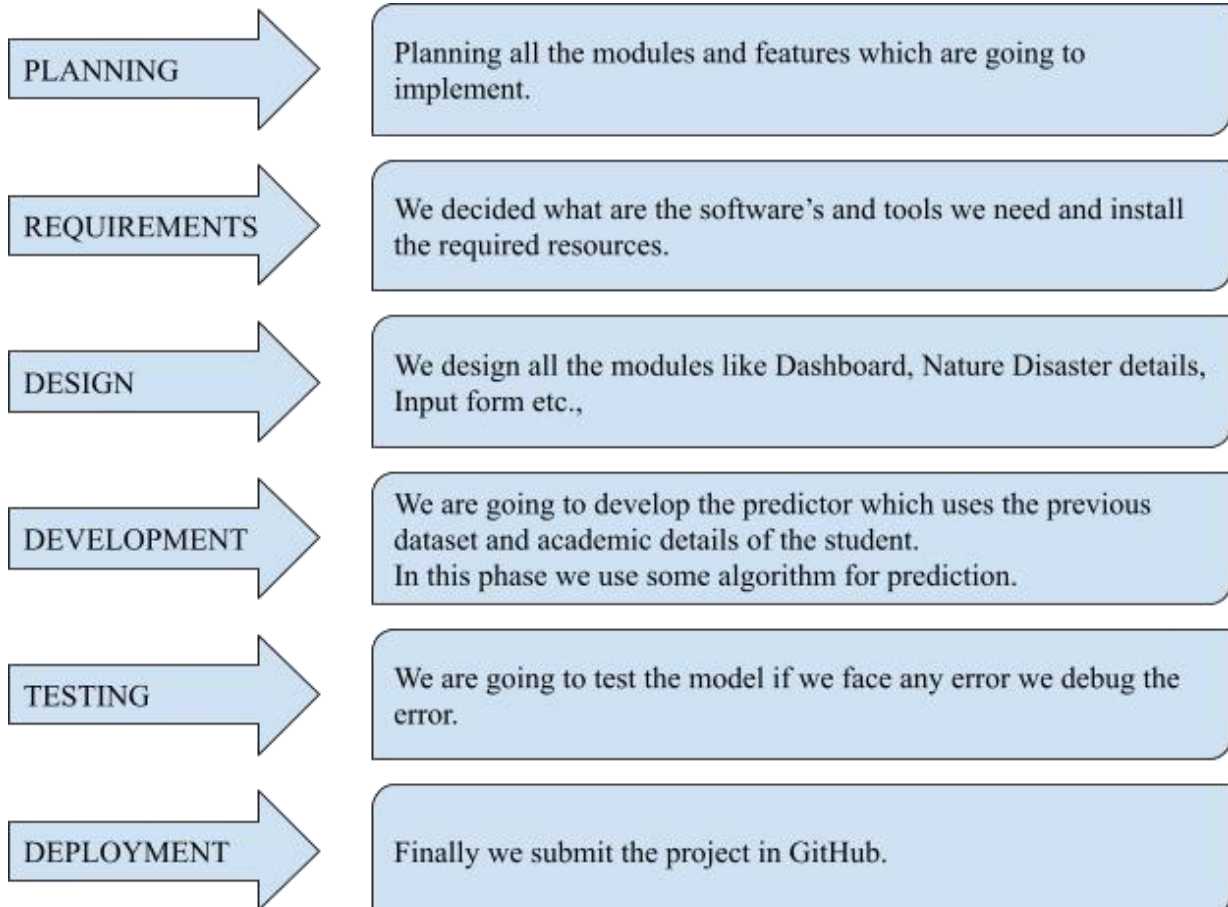 PLANNING
Planning all the modules and features which are going to
implement.
REQUIREMENTS
We decided what are the software’s and tools we need and install
the required resources.
DESIGN
We design all the modules like Dashboard, Nature Disaster details,
Input form etc.,
DEVELOPMENT
We are going to develop the predictor which uses the previous
dataset and academic details of the student.
In this phase we use some algorithm for prediction.
TESTING
We are going to test the model if we face any error we debug the
error.
DEPLOYMENT
Finally we submit the project in GitHub.